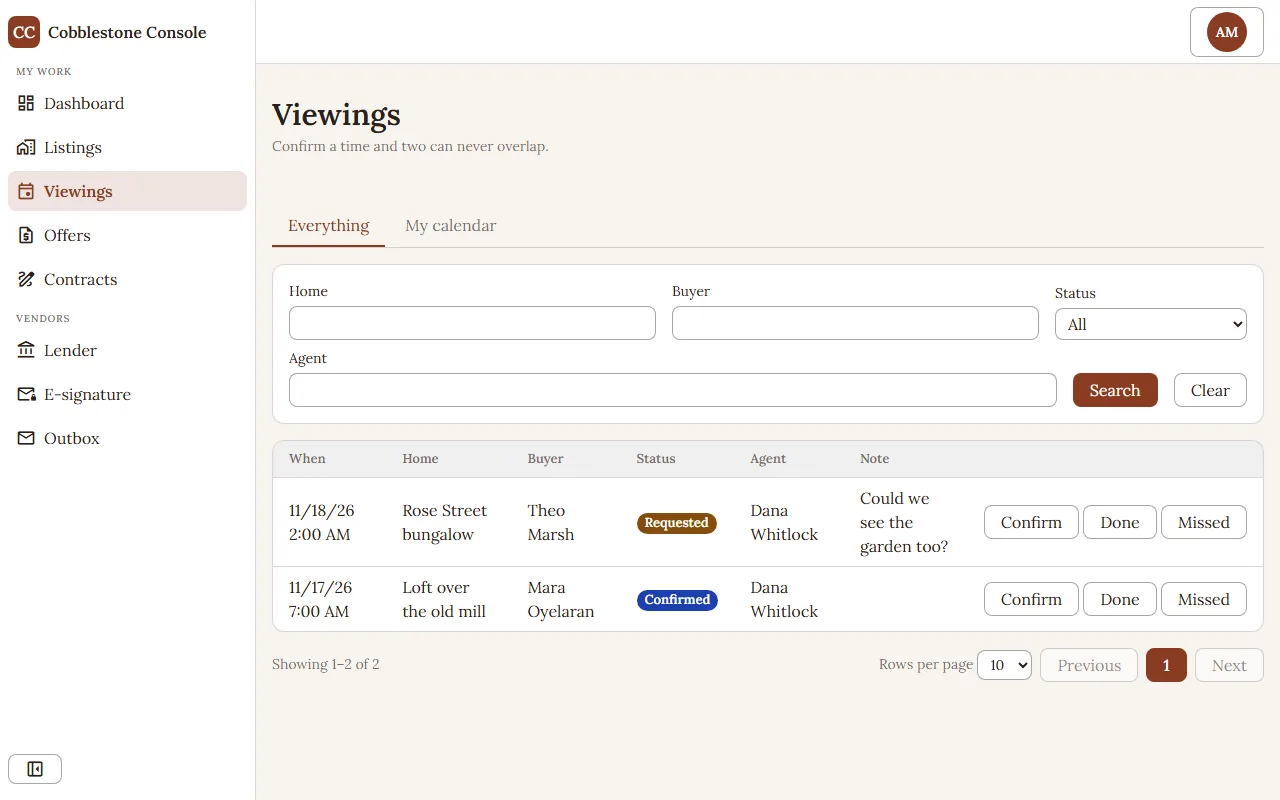 CC Cobblestone Console
AM
MY WORK
Dashboard
Listings
Viewings
Offers
Contracts
VENDORS
Lender
E-signature
Outbox
Viewings
Confirm a time and two can never overlap.
Everything My calendar
Home Buyer Status
All
Agent
Search Clear
When Home Buyer Status Agent Note
11/18/26 2:00 AM Rose Street bungalow Theo Marsh Requested Dana Whitlock Could we see the garden too? Confirm Done Missed
11/17/26 7:00 AM Loft over the old mill Mara Oyelaran Confirmed Dana Whitlock Confirm Done Missed
Showing 1–2 of 2 Rows per page 10 Previous 1 Next